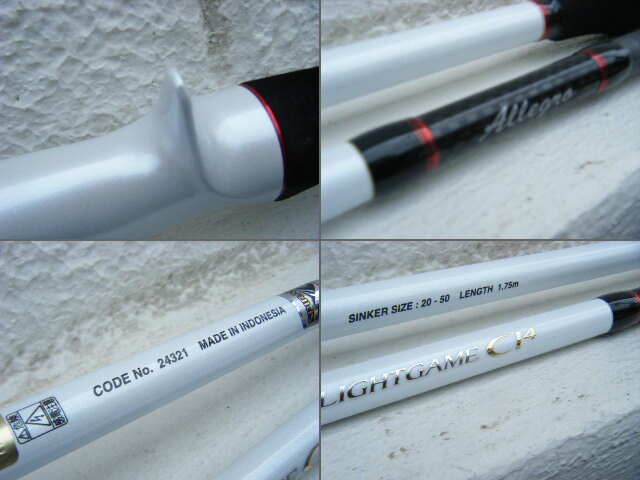 Allegro
CODE No. 24321 MADE IN INDONESIA
SINKER SIZE : 20 - 50 LENGTH 1.75m
LIGHTGAME CI4